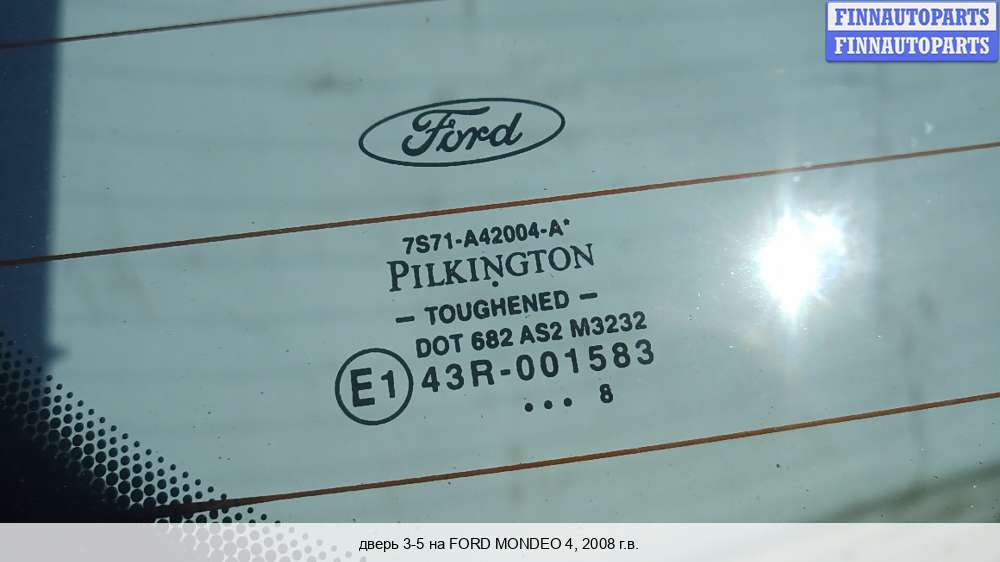 FINNAUTOPARTS
FINNAUTOPARTS
Ford
7S71-A42004-A*
PILKINGTON
- TOUGHENED -
DOT 682 AS2 M3232
E1 43R-001583
... 8
дверь 3-5 на FORD MONDEO 4, 2008 г.в.